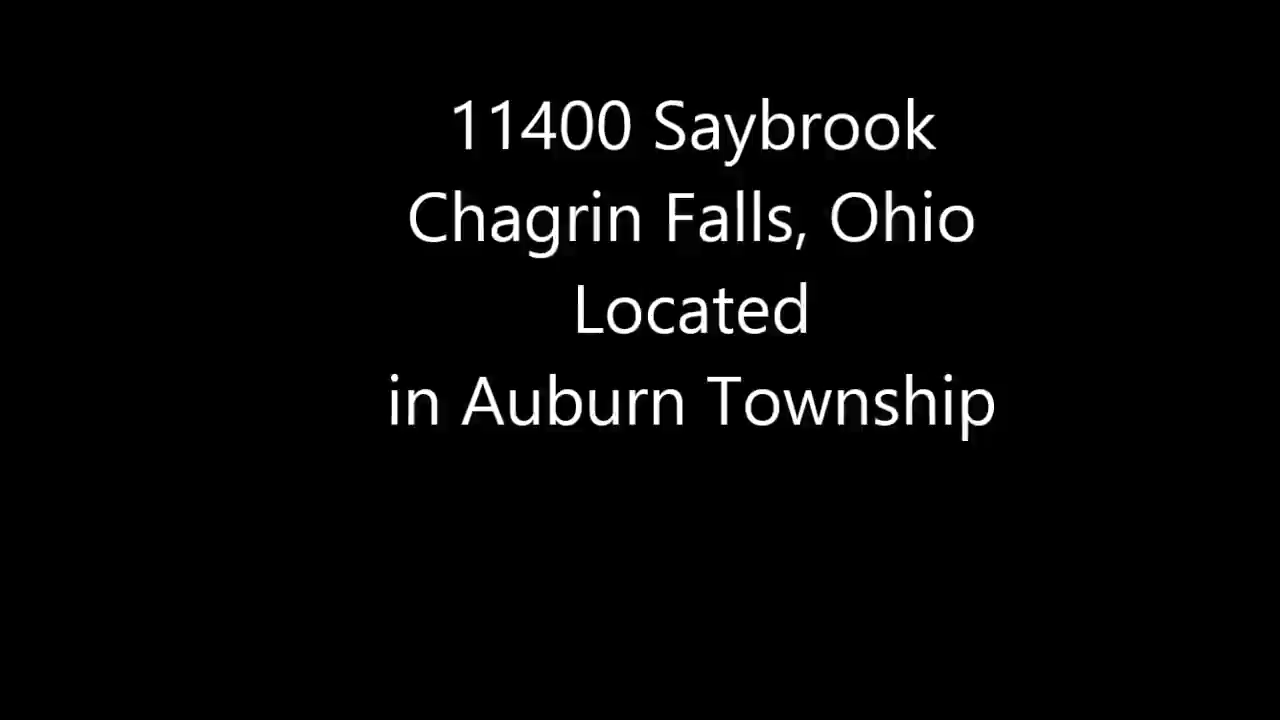 11400 Saybrook
Chagrin Falls, Ohio
Located
in Auburn Township